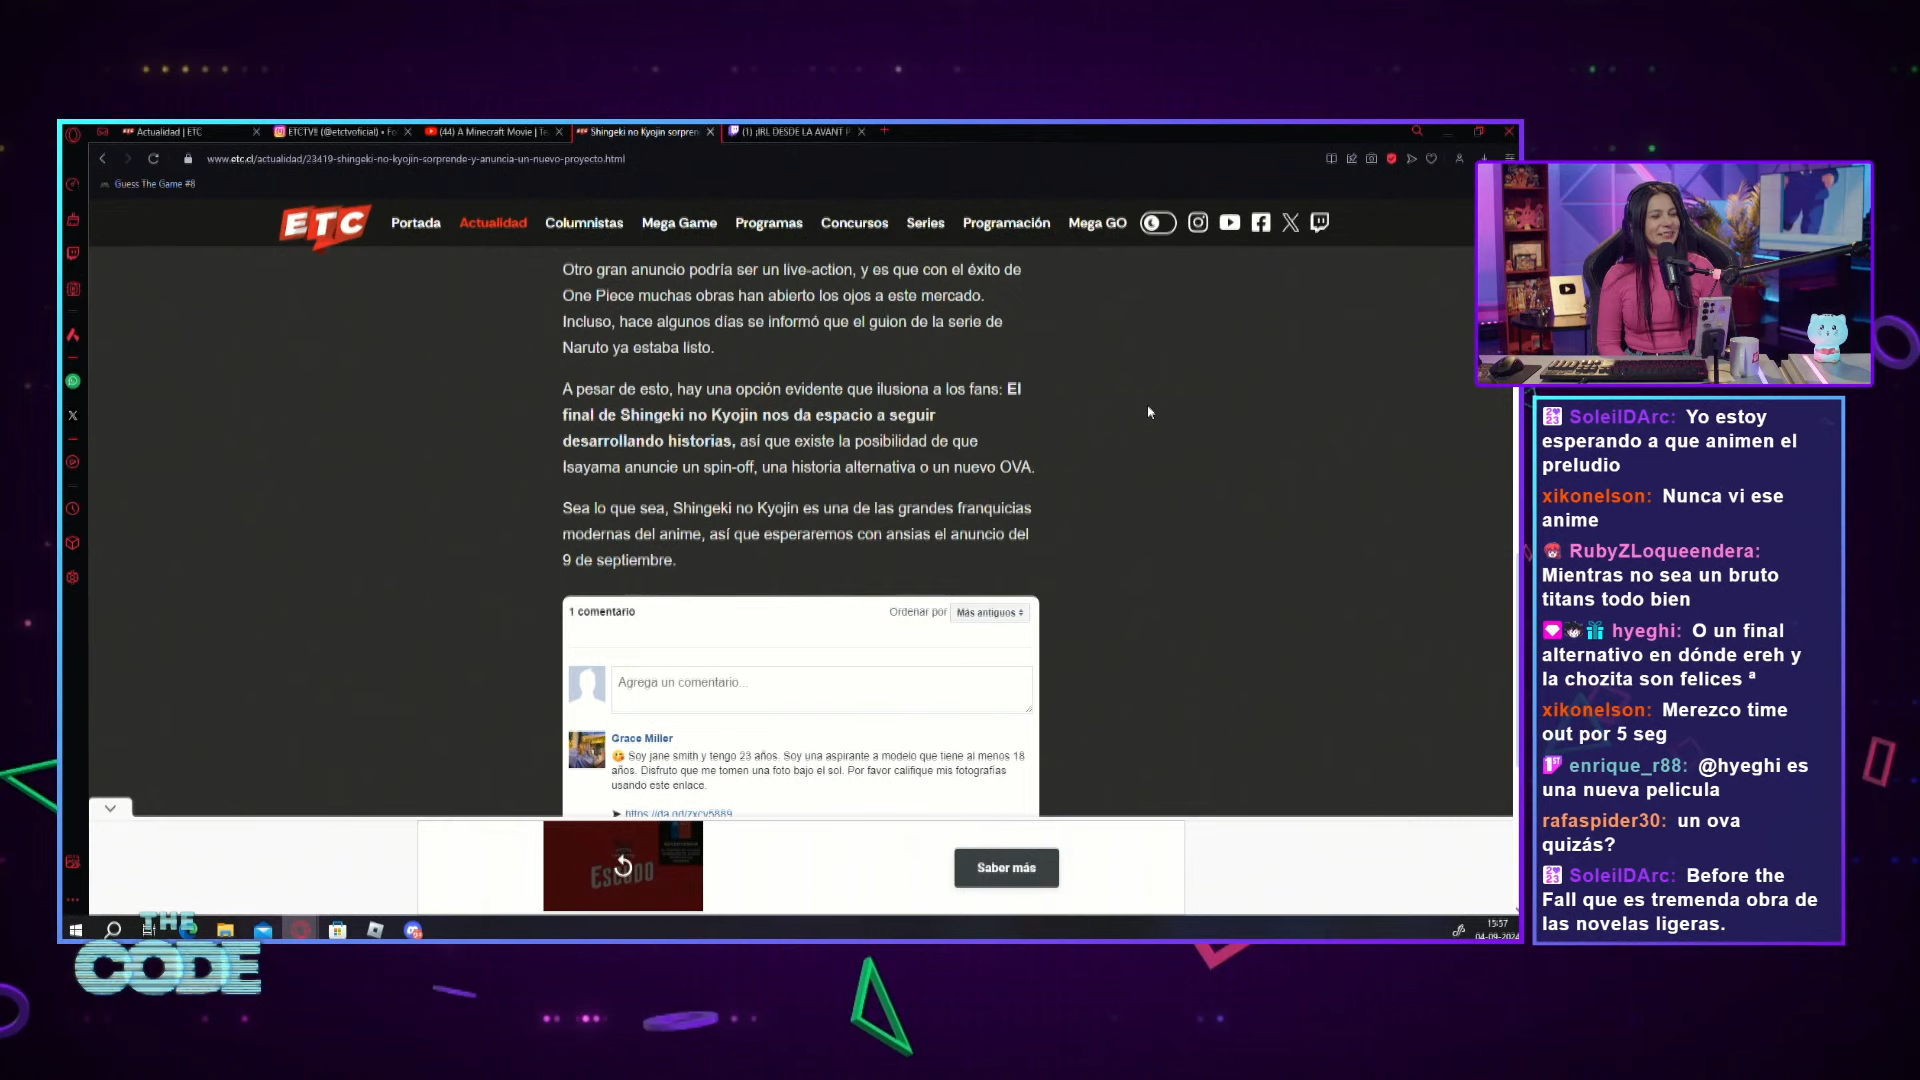 Actualidad | ETC
ETCTV!! (@etctvoficial) • Fo
(44) A Minecraft Movie | Te
Shingeki no Kyojin sorpren
(1) ¡IRL DESDE LA AVANT P
www.etc.cl/actualidad/23419-shingeki-no-kyojin-sorprende-y-anuncia-un-nuevo-proyecto.html
Guess The Game #8
ETC
Portada
Actualidad
Columnistas
Mega Game
Programas
Concursos
Series
Programación
Mega GO
Otro gran anuncio podría ser un live-action, y es que con el éxito de
One Piece muchas obras han abierto los ojos a este mercado.
Incluso, hace algunos días se informó que el guion de la serie de
Naruto ya estaba listo.
A pesar de esto, hay una opción evidente que ilusiona a los fans: El
final de Shingeki no Kyojin nos da espacio a seguir
desarrollando historias, así que existe la posibilidad de que
Isayama anuncie un spin-off, una historia alternativa o un nuevo OVA.
Sea lo que sea, Shingeki no Kyojin es una de las grandes franquicias
modernas del anime, así que esperaremos con ansias el anuncio del
9 de septiembre.
1 comentario
Ordenar por
Más antiguos
Agrega un comentario...
Grace Miller
😘 Soy jane smith y tengo 23 años. Soy una aspirante a modelo que tiene al menos 18
años. Disfruto que me tomen una foto bajo el sol. Por favor califique mis fotografías
usando este enlace.
➤ https://da.gd/zxcv5889
Escudo
Saber más
15:57
04-09-2024
THE
CODE
SoleilDArc: Yo estoy
esperando a que animen el
preludio
xikonelson: Nunca vi ese
anime
RubyZLoqueendera:
Mientras no sea un bruto
titans todo bien
hyeghi: O un final
alternativo en dónde ereh y
la chozita son felices ª
xikonelson: Merezco time
out por 5 seg
enrique_r88: @hyeghi es
una nueva pelicula
rafaspider30: un ova
quizás?
SoleilDArc: Before the
Fall que es tremenda obra de
las novelas ligeras.